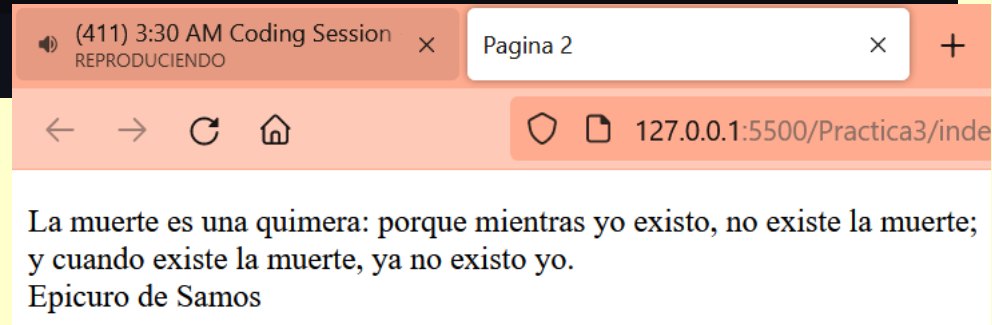 (411) 3:30 AM Coding Session
REPRODUCIENDO
Pagina 2
127.0.0.1:5500/Practica3/inde
La muerte es una quimera: porque mientras yo existo, no existe la muerte;
y cuando existe la muerte, ya no existo yo.
Epicuro de Samos